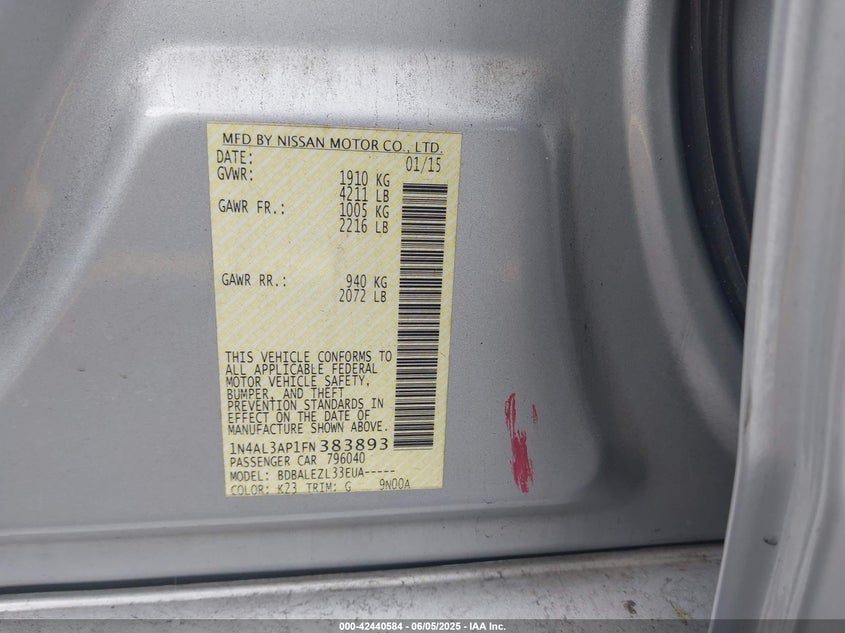 MFD BY NISSAN MOTOR CO., LTD.
DATE: 01/15
GVWR: 1910 KG
4211 LB
GAWR FR.: 1005 KG
2216 LB
GAWR RR.: 940 KG
2072 LB
THIS VEHICLE CONFORMS TO
ALL APPLICABLE FEDERAL
MOTOR VEHICLE SAFETY,
BUMPER, AND THEFT
PREVENTION STANDARDS IN
EFFECT ON THE DATE OF
MANUFACTURE SHOWN ABOVE.
1N4AL3AP1FN383893
PASSENGER CAR 796040
MODEL: BDBALEZL33EUA-----
COLOR: K23 TRIM: G 9N00A
000-42440584 - 06/05/2025 - IAA Inc.